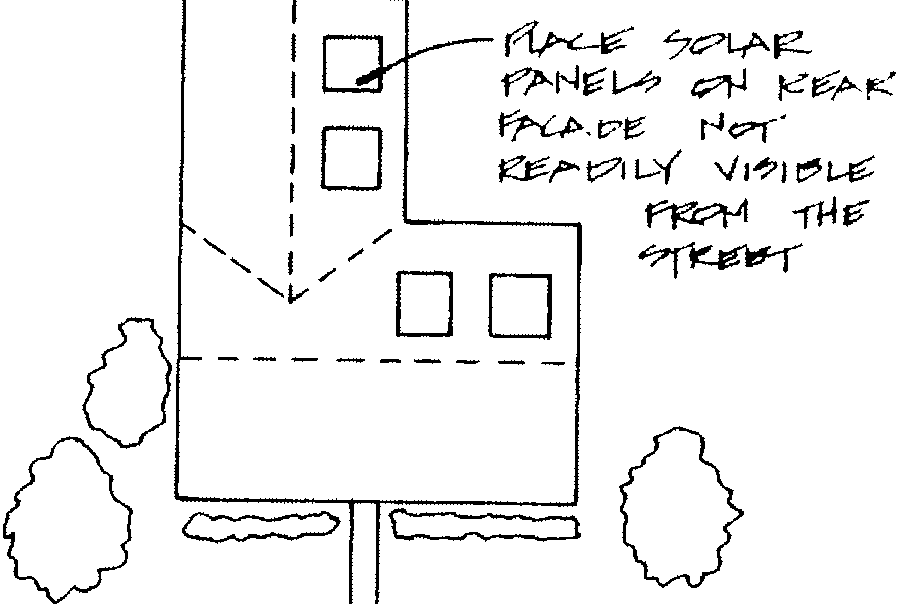 PLACE SOLAR
PANELS ON REAR
FACADE NOT
READILY VISIBLE
FROM THE
STREET